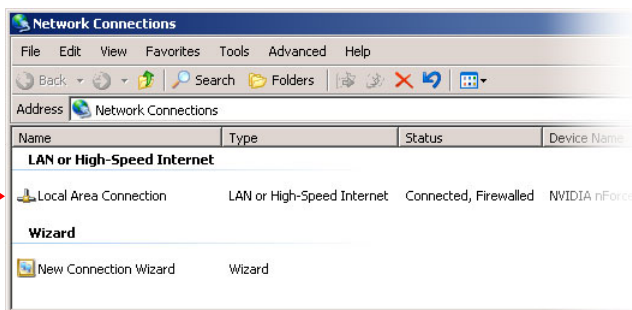 Network Connections
File Edit View Favorites Tools Advanced Help
Back Search Folders
Address Network Connections
Name Type Status Device Name
LAN or High-Speed Internet
Local Area Connection LAN or High-Speed Internet Connected, Firewalled NVIDIA nForce
Wizard
New Connection Wizard Wizard